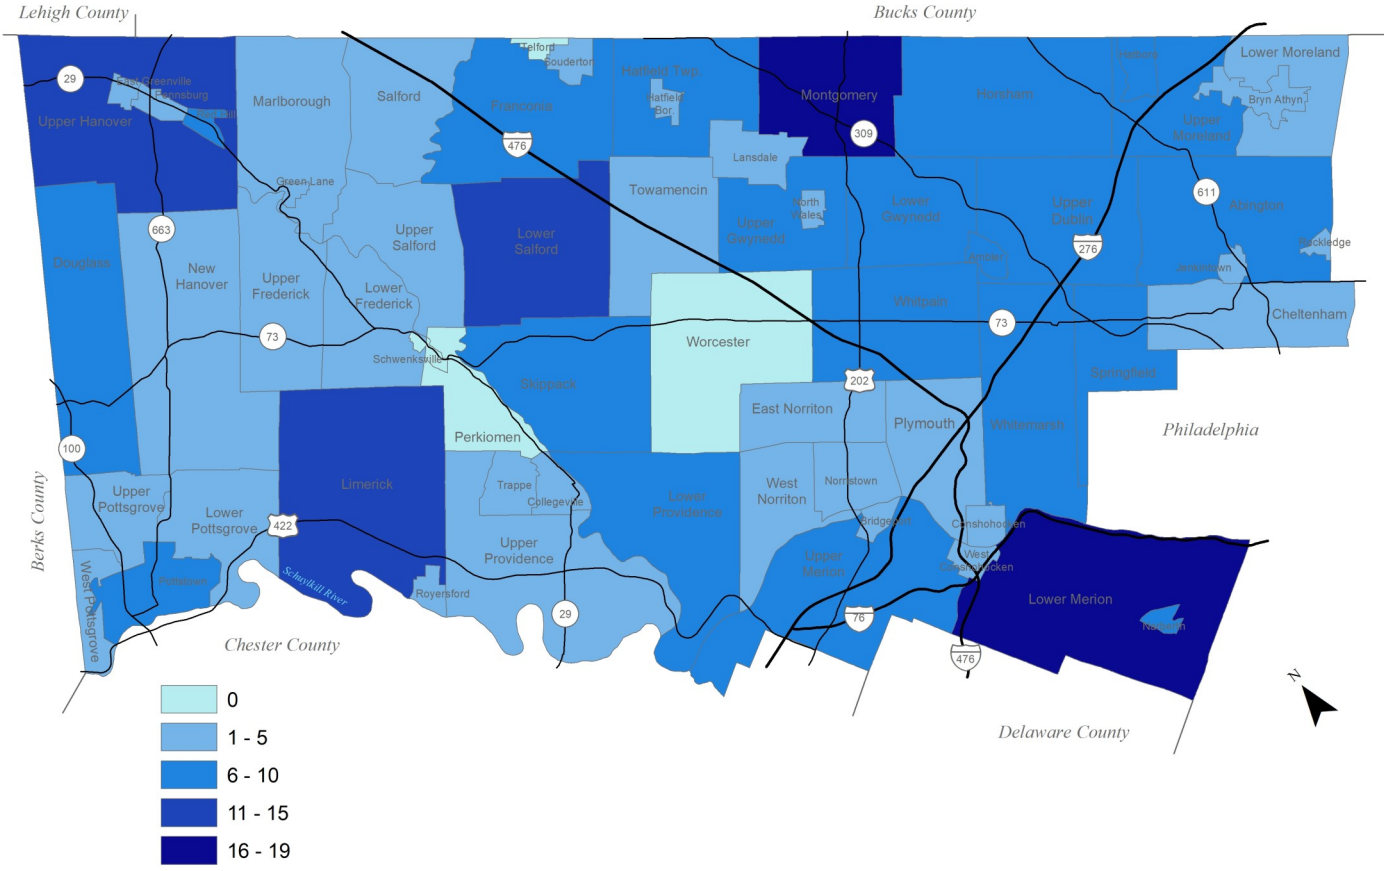 Lehigh County
Bucks County
Telford
Souderton
Lower Moreland
Hatfield Twp
Hatboro
29
East Greenville
Pennsburg
Red Hill
Marlborough
Salford
Franconia
Hatfield
Bor.
Montgomery
Horsham
Bryn Athyn
Upper Hanover
476
309
Upper
Moreland
Lansdale
Green Lane
Towamencin
611
Abington
North
Wales
Lower
Gwynedd
Upper
Dublin
663
Upper
Salford
Lower
Salford
Upper
Gwynedd
276
Rockledge
Douglass
New
Hanover
Upper
Frederick
Lower
Frederick
Ambler
Jenkintown
Whitpain
Cheltenham
73
73
Worcester
Schwenksville
Skippack
202
Springfield
East Norriton
Plymouth
Whitemarsh
Philadelphia
Perkiomen
100
Limerick
Trappe
Collegeville
West
Norriton
Norristown
Upper
Pottsgrove
Lower
Pottsgrove
Lower
Providence
422
Bridgeport
Conshohocken
Berks County
Upper
Providence
West
Conshohocken
Upper
Merion
West Pottsgrove
Pottstown
Schuylkill River
Royersford
Lower Merion
29
76
Narberth
Chester County
476
N
Delaware County
0
1 - 5
6 - 10
11 - 15
16 - 19